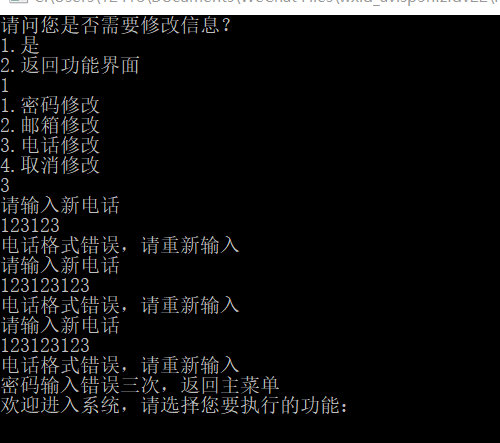 请问您是否需要修改信息?
1.是
2.返回功能界面
1
1.密码修改
2.邮箱修改
3.电话修改
4.取消修改
3
请输入新电话
123123
电话格式错误，请重新输入
请输入新电话
123123123
电话格式错误，请重新输入
请输入新电话
123123123
电话格式错误，请重新输入
密码输入错误三次，返回主菜单
欢迎进入系统，请选择您要执行的功能：